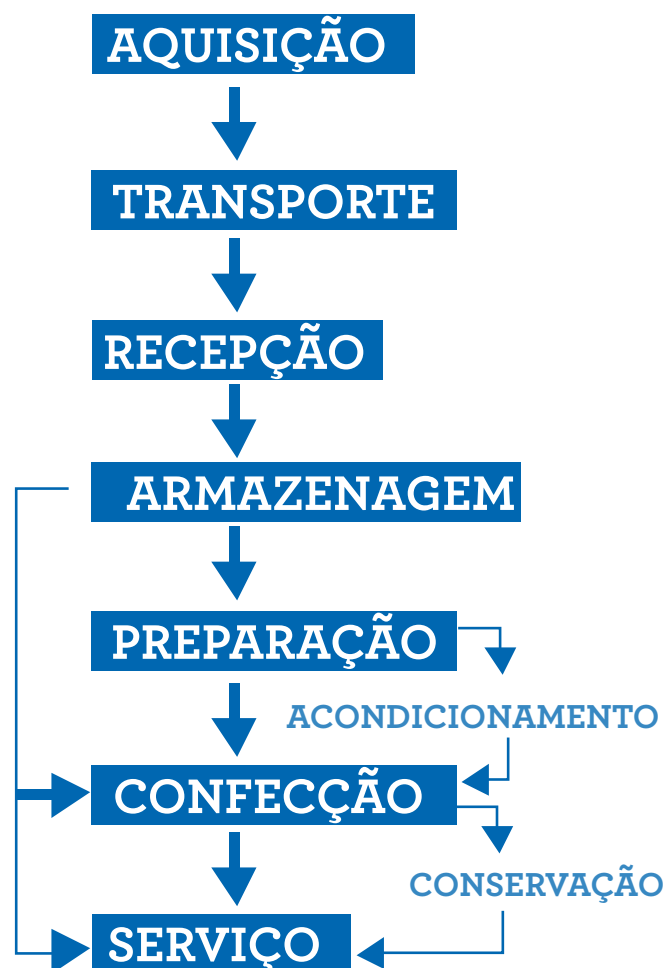 AQUISIÇÃO
TRANSPORTE
RECEPÇÃO
ARMAZENAGEM
PREPARAÇÃO
ACONDICIONAMENTO
CONFECÇÃO
CONSERVAÇÃO
SERVIÇO